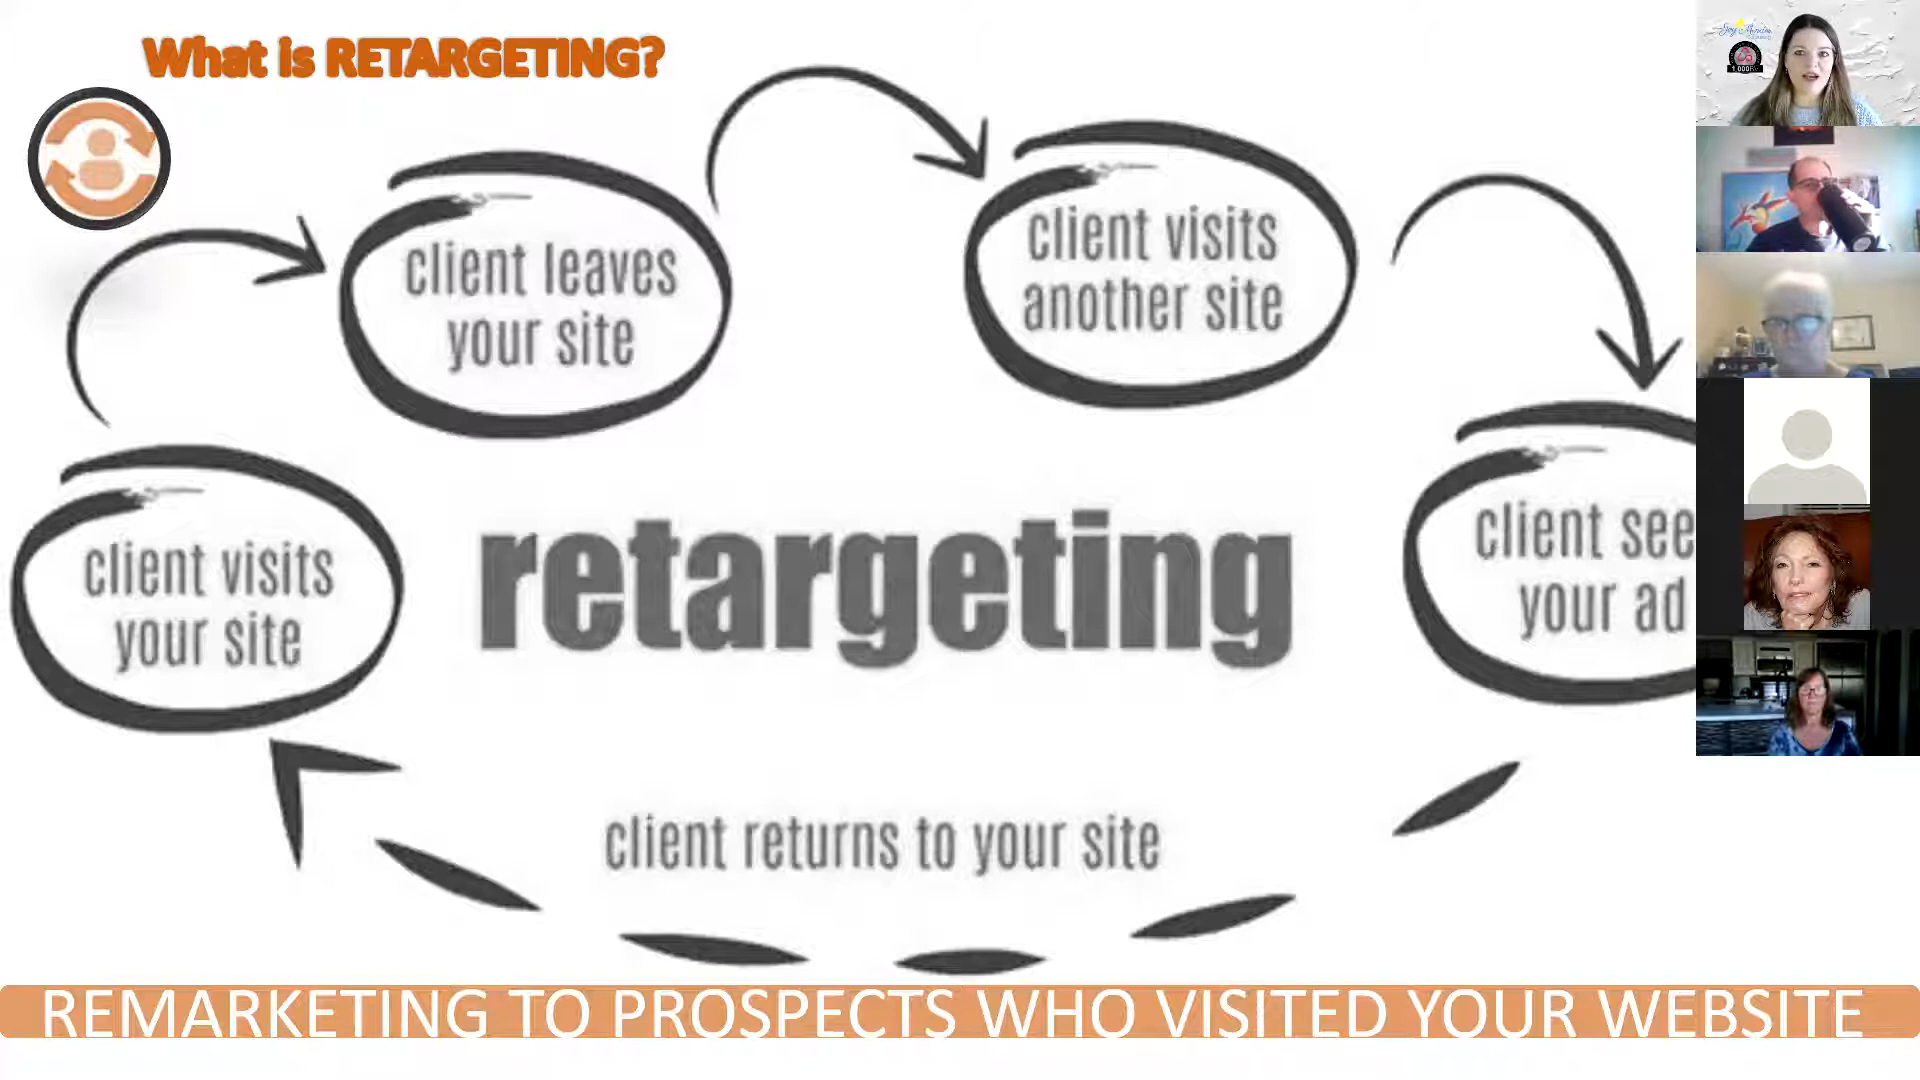 What is RETARGETING?
client leaves
your site
client visits
another site
client visits
your site
retargeting
client see
your ad
client returns to your site
REMARKETING TO PROSPECTS WHO VISITED YOUR WEBSITE